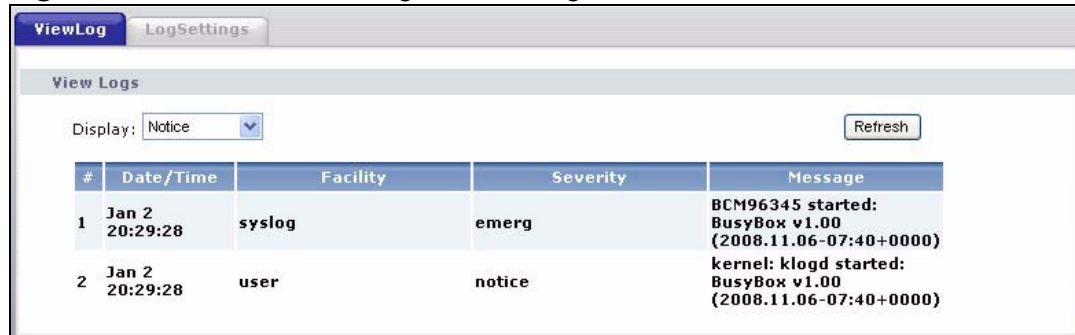 ViewLog LogSettings
View Logs
Display: Notice Refresh
# Date/Time Facility Severity Message
1 Jan 2 20:29:28 syslog emerg BCM96345 started: BusyBox v1.00 (2008.11.06-07:40+0000)
2 Jan 2 20:29:28 user notice kernel: klogd started: BusyBox v1.00 (2008.11.06-07:40+0000)